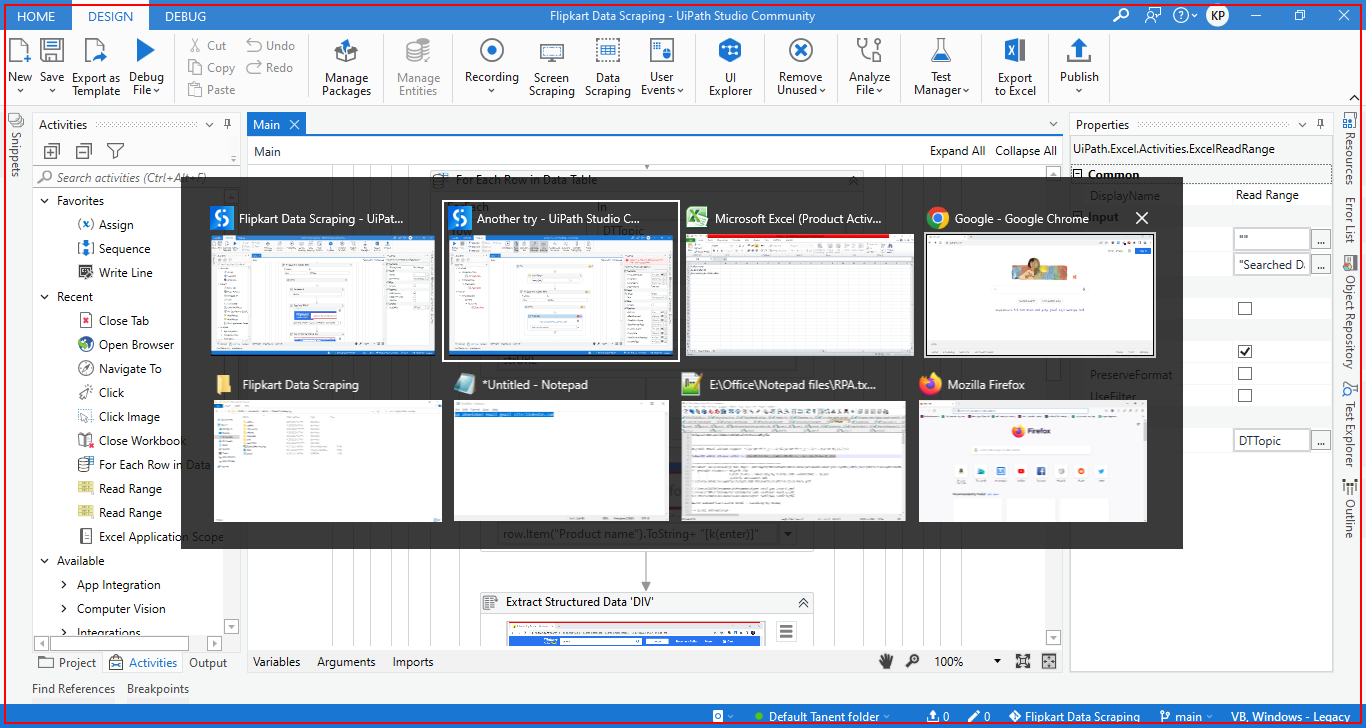 HOME DESIGN DEBUG
Flipkart Data Scraping - UiPath Studio Community
KP
New
Save
Export as Template
Debug File
Cut
Copy
Paste
Undo
Redo
Manage Packages
Manage Entities
Recording
Screen Scraping
Data Scraping
User Events
UI Explorer
Remove Unused
Analyze File
Test Manager
Export to Excel
Publish
Snippets
Activities
Search activities (Ctrl+Alt+F)
Favorites
Assign
Sequence
Write Line
Recent
Close Tab
Open Browser
Navigate To
Click
Click Image
Close Workbook
For Each Row in Data
Read Range
Read Range
Excel Application Scope
Available
App Integration
Computer Vision
Integrations
Project Activities Output
Find References Breakpoints
Main
Main
Expand All Collapse All
For Each Row in Data Table
For Each in
row DTTopic
Flipkart Data Scraping - UiPat...
Another try - UiPath Studio C...
Microsoft Excel (Product Activ...
Google - Google Chrome
Flipkart Data Scraping
*Untitled - Notepad
E:\Office\Notepad files\RPA.tx...
Mozilla Firefox
Firefox
row.Item("Product name").ToString+ "[k(enter)]"
Extract Structured Data 'DIV'
Variables Arguments Imports
100%
Properties
UiPath.Excel.Activities.ExcelReadRange
Common
DisplayName Read Range
Input
""
...
"Searched D.
...
PreserveFormat
UseFilter
DTTopic
...
Resources
Error List
Object Repository
Test Explorer
Outline
Default Tanent folder
0
0
Flipkart Data Scraping
main
VB, Windows - Legacy